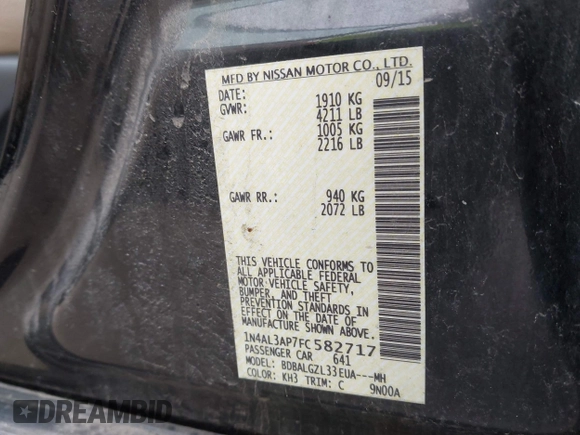 MFD BY NISSAN MOTOR CO., LTD.
DATE: 09/15
GVWR: 1910 KG
4211 LB
GAWR FR.: 1005 KG
2216 LB
GAWR RR.: 940 KG
2072 LB
THIS VEHICLE CONFORMS TO
ALL APPLICABLE FEDERAL
MOTOR VEHICLE SAFETY,
BUMPER, AND THEFT
PREVENTION STANDARDS IN
EFFECT ON THE DATE OF
MANUFACTURE SHOWN ABOVE.
1N4AL3AP7FC582717
PASSENGER CAR 641
MODEL: BDBALGZL33EUA---MH
COLOR: KH3 TRIM: C 9N00A
EASIDBAM